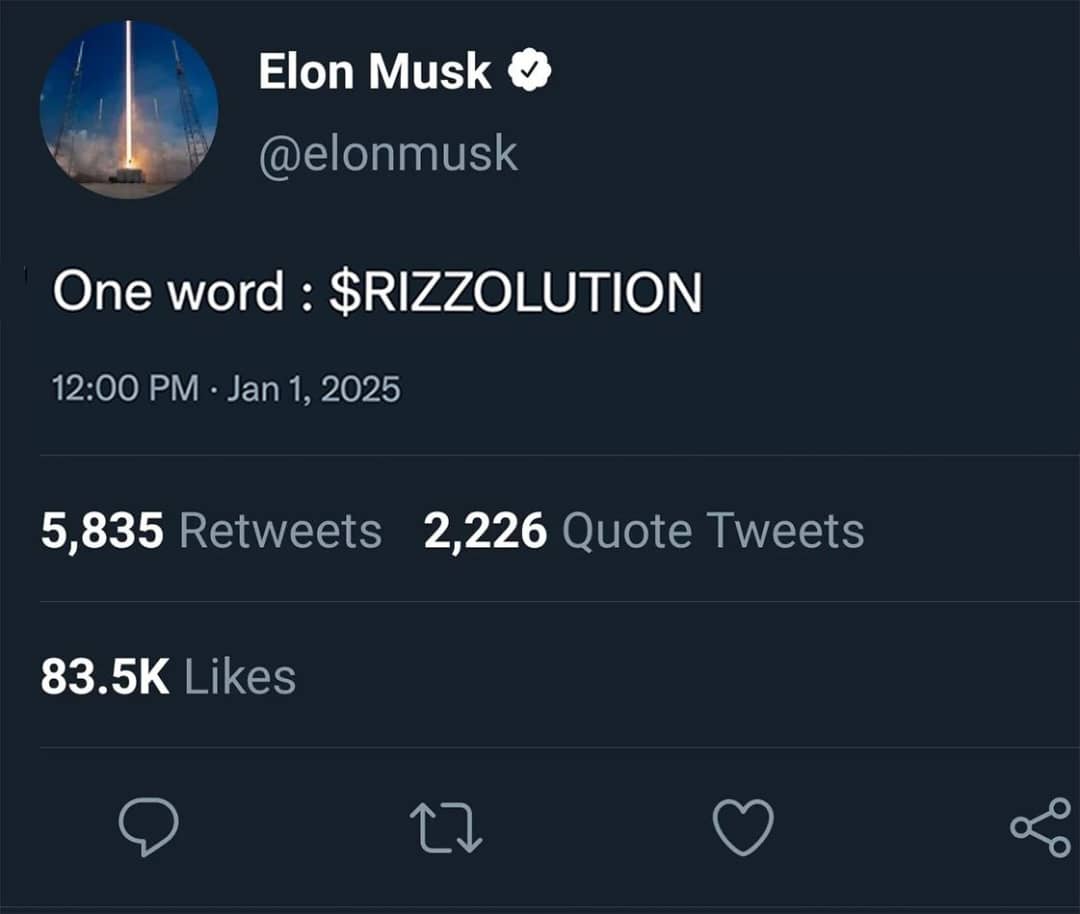 Elon Musk
@elonmusk
One word : $RIZZOLUTION
12:00 PM · Jan 1, 2025
5,835 Retweets 2,226 Quote Tweets
83.5K Likes